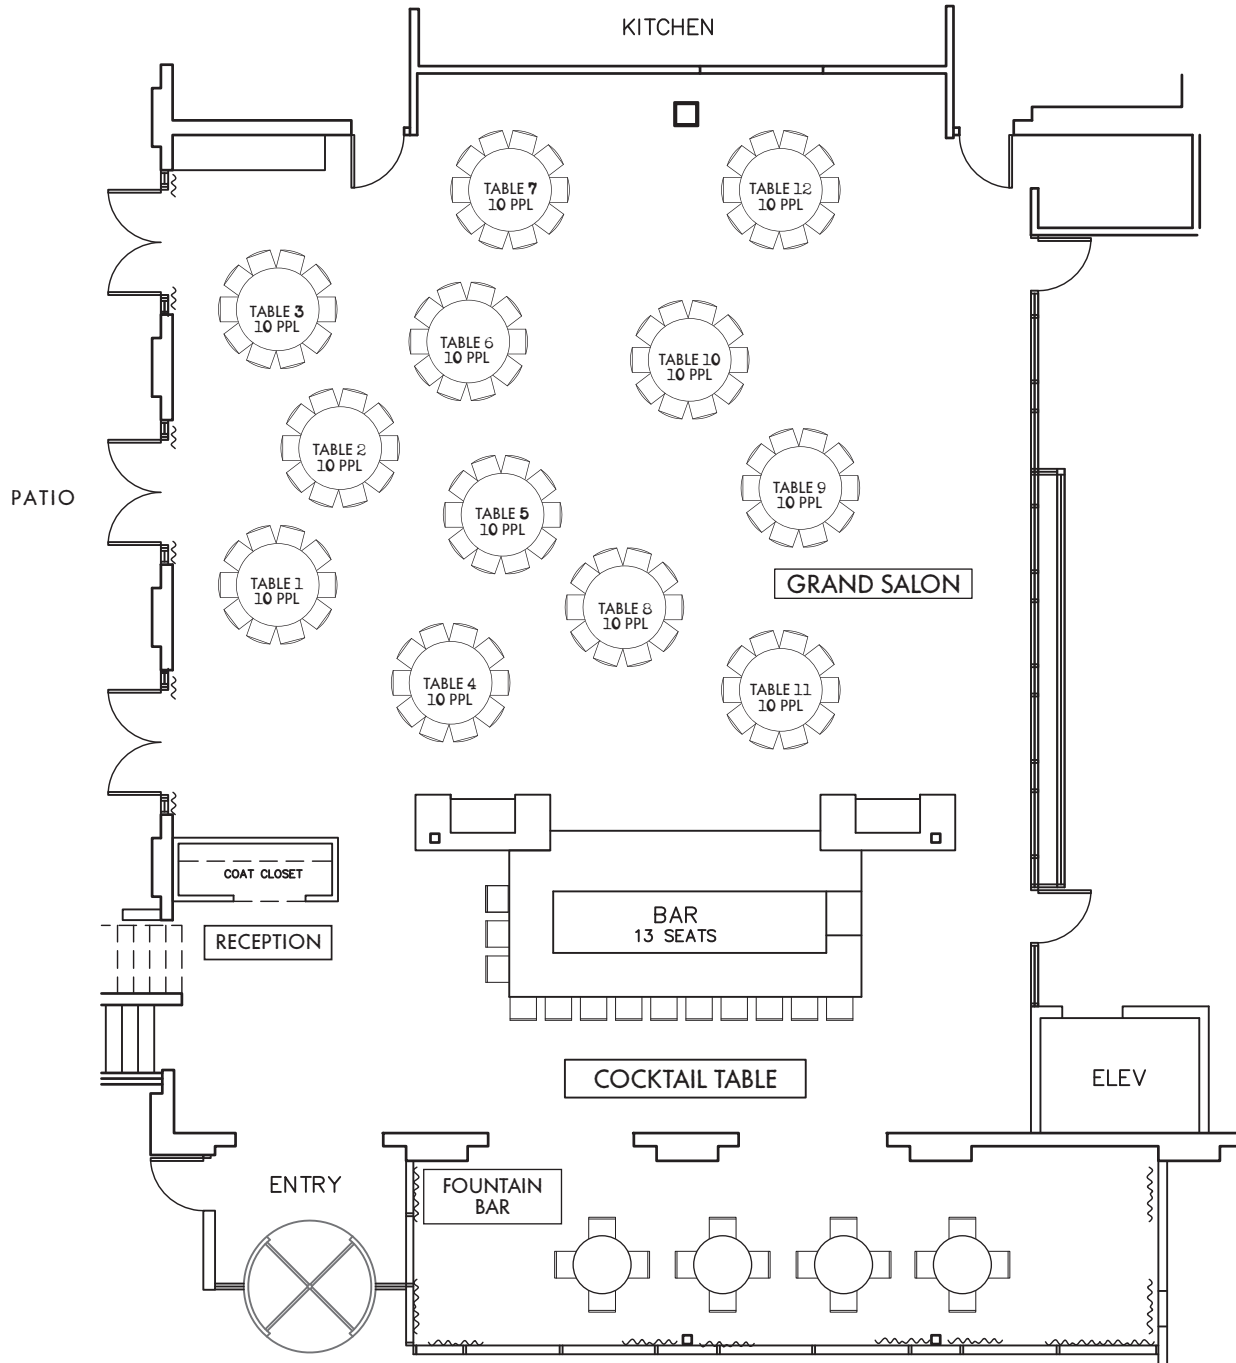 KITCHEN
TABLE 7
10 PPL
TABLE 12
10 PPL
TABLE 3
10 PPL
TABLE 6
10 PPL
TABLE 10
10 PPL
TABLE 2
10 PPL
PATIO
TABLE 5
10 PPL
TABLE 9
10 PPL
TABLE 1
10 PPL
GRAND SALON
TABLE 8
10 PPL
TABLE 4
10 PPL
TABLE 11
10 PPL
COAT CLOSET
RECEPTION
BAR
13 SEATS
COCKTAIL TABLE
ELEV
ENTRY
FOUNTAIN
BAR